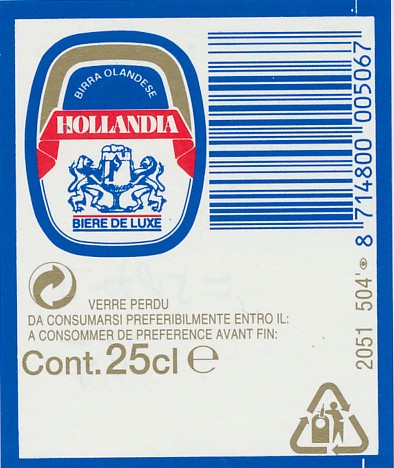 BIRRA OLANDESE
HOLLANDIA
BIERE DE LUXE
8 714800 005067
2051 504'
VERRE PERDU
DA CONSUMARSI PREFERIBILMENTE ENTRO IL:
A CONSOMMER DE PREFERENCE AVANT FIN:
Cont. 25cl ℮